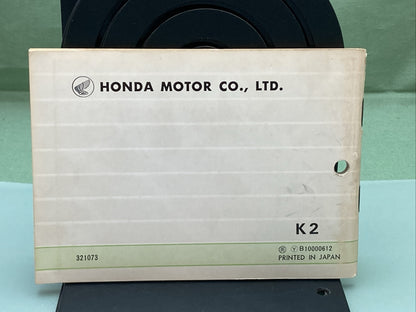 HONDA MOTOR CO., LTD.
K2
B10000612
321073
PRINTED IN JAPAN